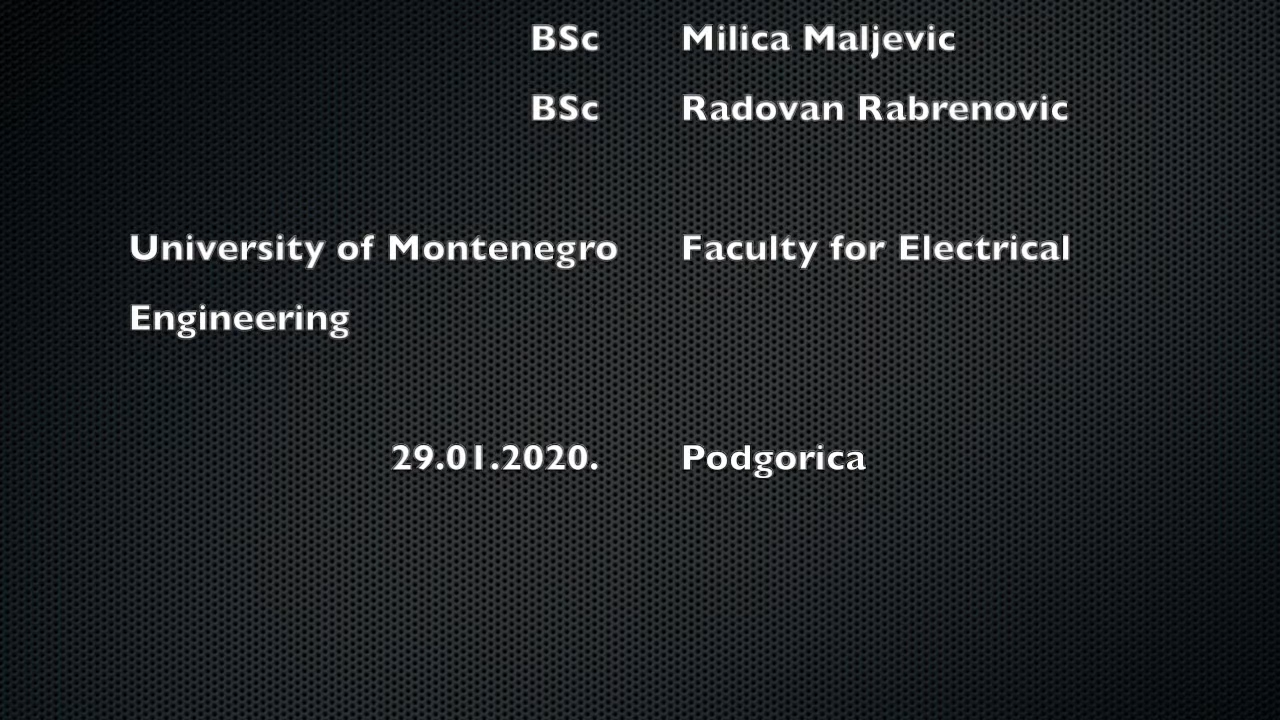 BSc Milica Maljevic
BSc Radovan Rabrenovic
University of Montenegro Faculty for Electrical
Engineering
29.01.2020. Podgorica